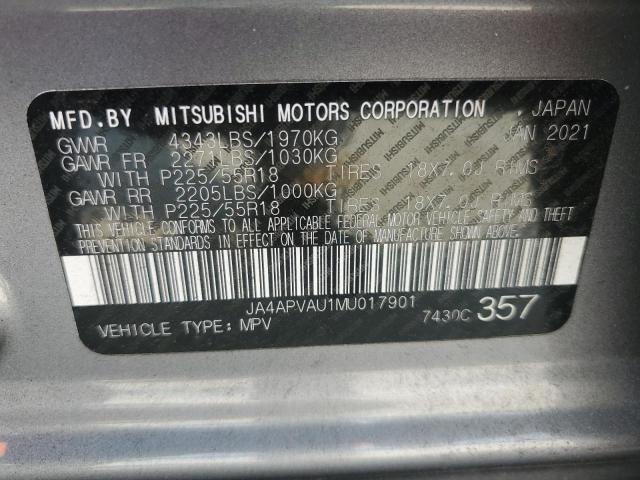 MFD.BY MITSUBISHI MOTORS CORPORATION JAPAN
GVWR 4343LBS/1970KG JAN 2021
GAWR FR 2271LBS/1030KG
WITH P225/55R18 TIRES 18X7.0J RIMS
GAWR RR 2205LBS/1000KG
WITH P225/55R18 TIRES 18X7.0J RIMS
THIS VEHICLE CONFORMS TO ALL APPLICABLE FEDERAL MOTOR VEHICLE SAFETY AND THEFT
PREVENTION STANDARDS IN EFFECT ON THE DATE OF MANUFACTURE SHOWN ABOVE.
JA4APVAU1MU017901
VEHICLE TYPE: MPV 7430C 357